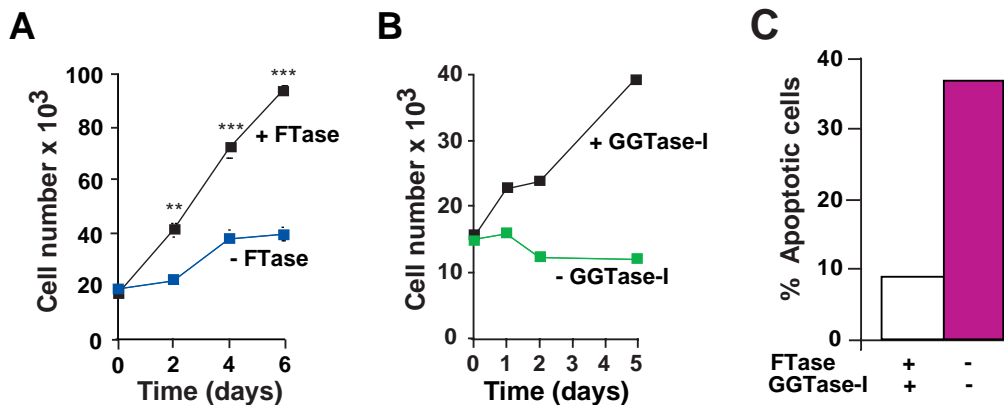 A
Cell number x 10³
100
80
60
40
20
0
***
***
**
+ FTase
- FTase
0 2 4 6
Time (days)
B
Cell number x 10³
40
30
20
10
0
+ GGTase-I
- GGTase-I
0 1 2 3 4 5
Time (days)
C
% Apoptotic cells
40
30
20
10
0
FTase + -
GGTase-I + -